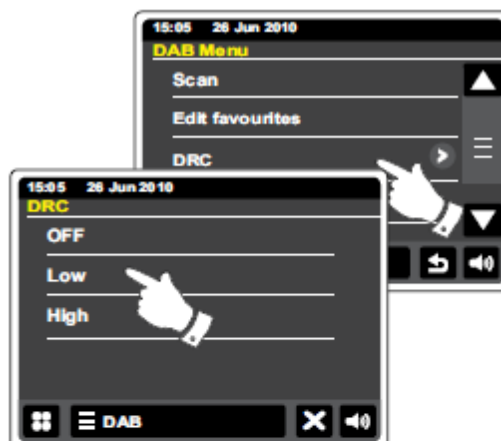 15:05 26 Jun 2010
DAB Menu
Scan
Edit favourites
DRC
15:05 26 Jun 2010
DRC
OFF
Low
High
DAB